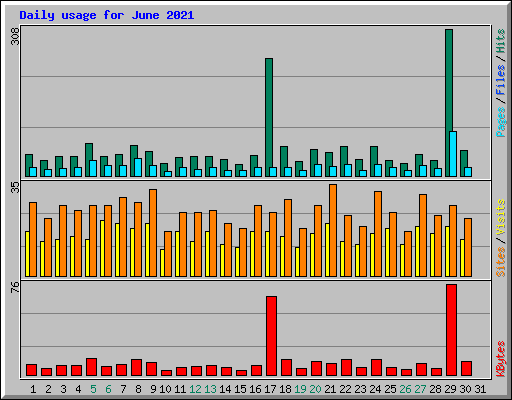 Daily usage for June 2021
308
Pages / Files / Hits
35
Sites / Visits
76
KBytes
1 2 3 4 5 6 7 8 9 10 11 12 13 14 15 16 17 18 19 20 21 22 23 24 25 26 27 28 29 30 31